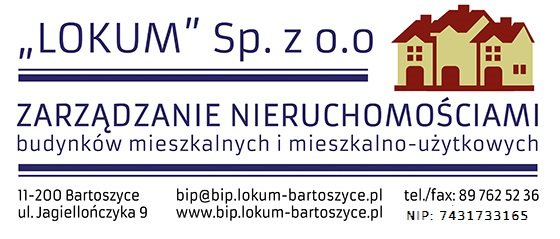 „LOKUM” Sp. z o.o
ZARZĄDZANIE NIERUCHOMOŚCIAMI
budynków mieszkalnych i mieszkalno-użytkowych
11-200 Bartoszyce bip@bip.lokum-bartoszyce.pl tel./fax: 89 762 52 36
ul. Jagiellończyka 9 www.bip.lokum-bartoszyce.pl NIP: 7431733165